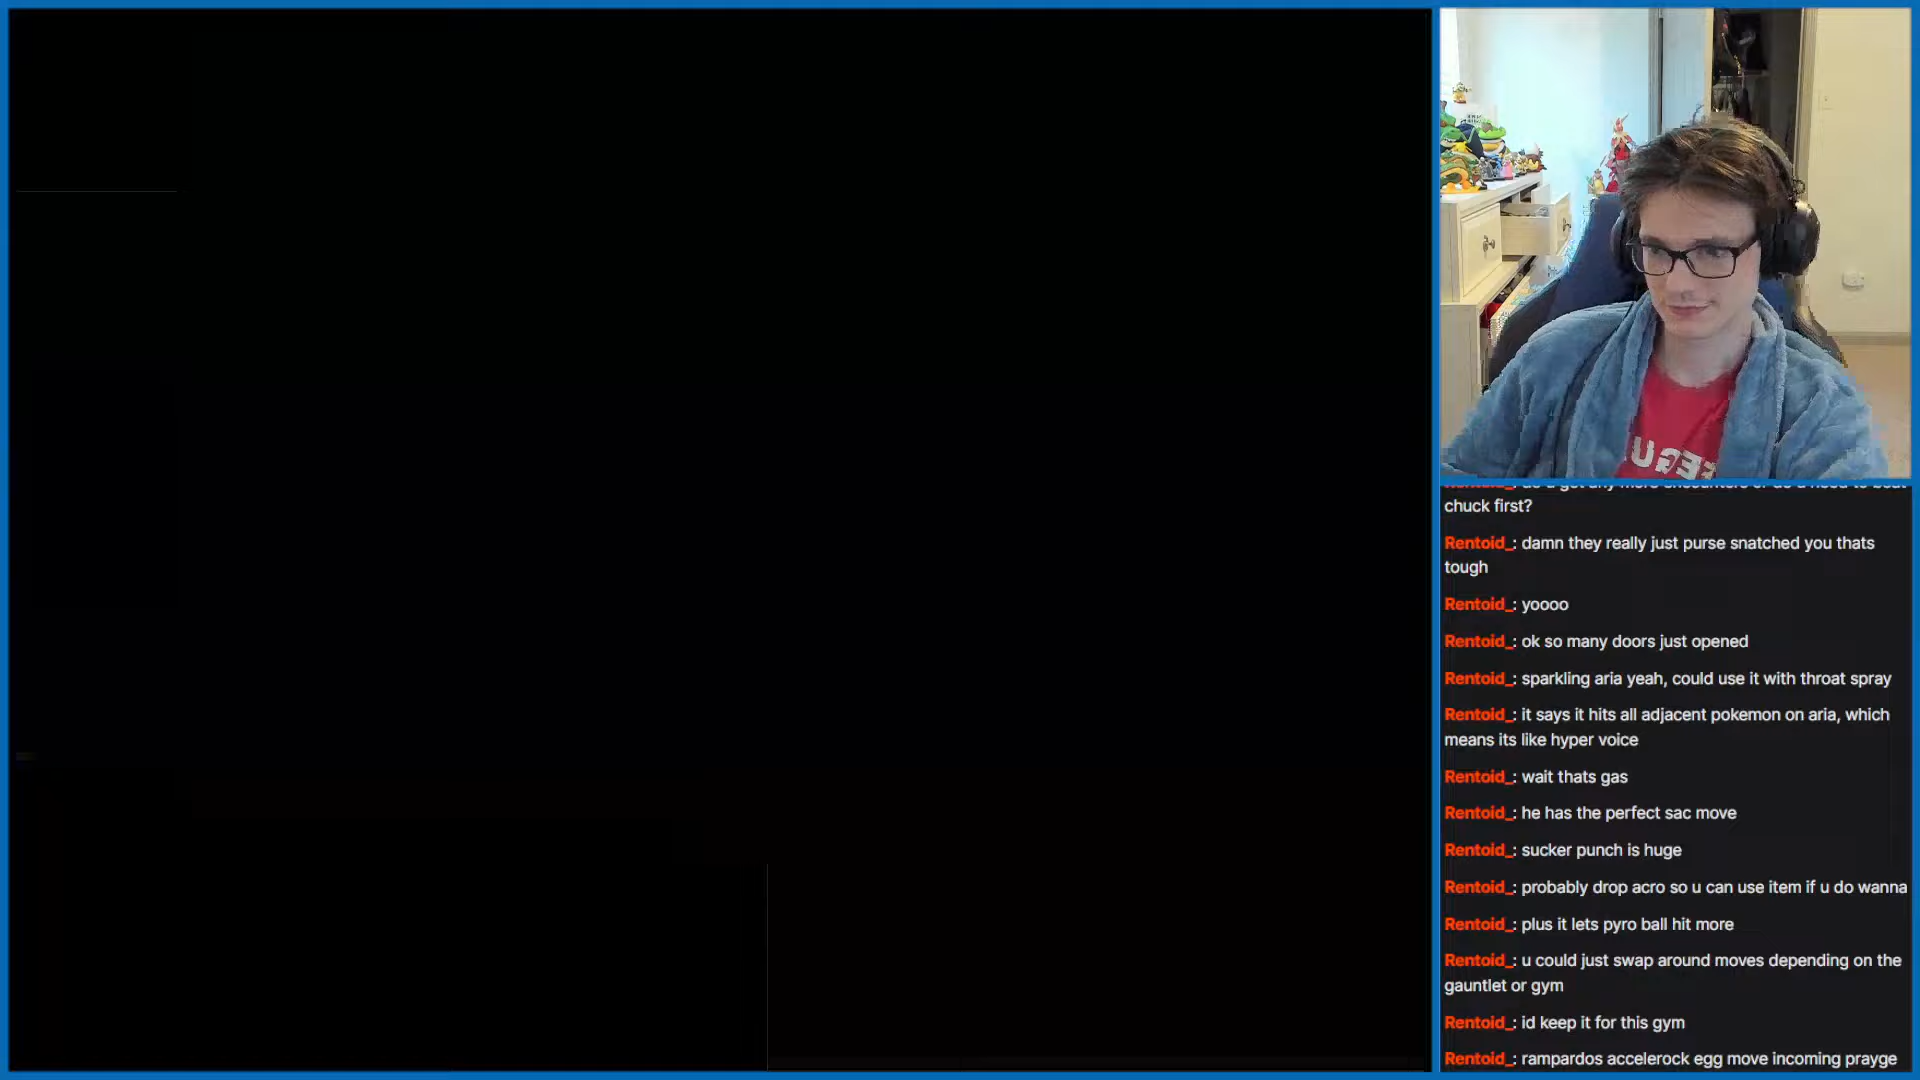 chuck first?
Rentoid_: damn they really just purse snatched you thats
tough
Rentoid_: yoooo
Rentoid_: ok so many doors just opened
Rentoid_: sparkling aria yeah, could use it with throat spray
Rentoid_: it says it hits all adjacent pokemon on aria, which
means its like hyper voice
Rentoid_: wait thats gas
Rentoid_: he has the perfect sac move
Rentoid_: sucker punch is huge
Rentoid_: probably drop acro so u can use item if u do wanna
Rentoid_: plus it lets pyro ball hit more
Rentoid_: u could just swap around moves depending on the
gauntlet or gym
Rentoid_: id keep it for this gym
Rentoid_: rampardos accelerock egg move incoming prayge